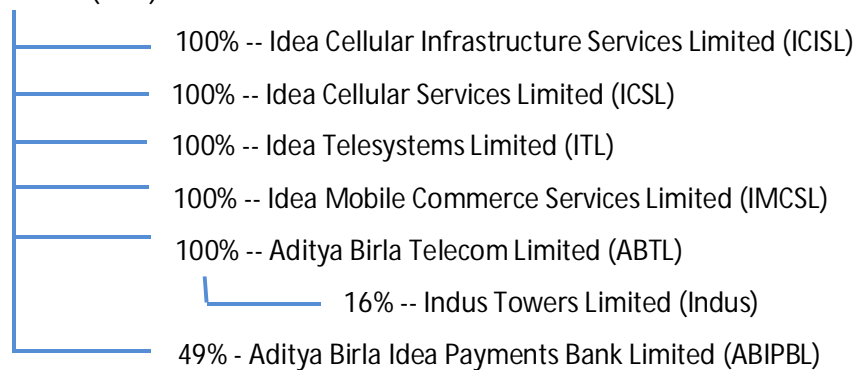 100% -- Idea Cellular Infrastructure Services Limited (ICISL)
100% -- Idea Cellular Services Limited (ICSL)
100% -- Idea Telesystems Limited (ITL)
100% -- Idea Mobile Commerce Services Limited (IMCSL)
100% -- Aditya Birla Telecom Limited (ABTL)
16% -- Indus Towers Limited (Indus)
49% - Aditya Birla Idea Payments Bank Limited (ABIPBL)